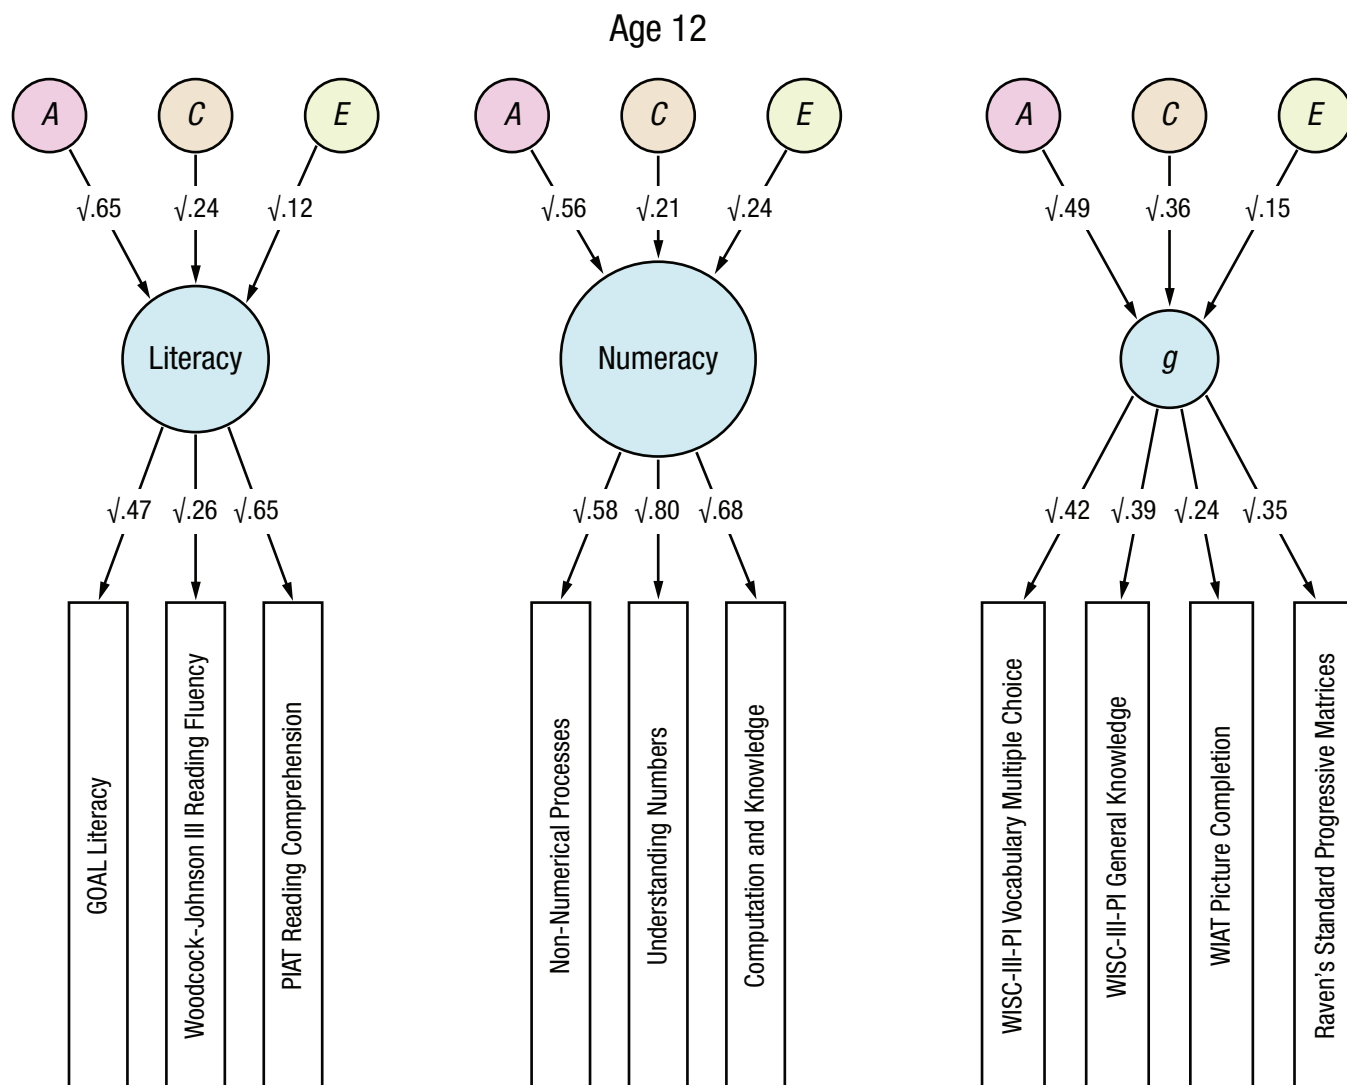 Age 12
A C E A C E A C E
√.65 √.24 √.12 √.56 √.21 √.24 √.49 √.36 √.15
Literacy Numeracy g
√.47 √.26 √.65 √.58 √.80 √.68 √.42 √.39 √.24 √.35
GOAL Literacy
Woodcock-Johnson III Reading Fluency
PIAT Reading Comprehension
Non-Numerical Processes
Understanding Numbers
Computation and Knowledge
WISC-III-PI Vocabulary Multiple Choice
WISC-III-PI General Knowledge
WIAT Picture Completion
Raven's Standard Progressive Matrices